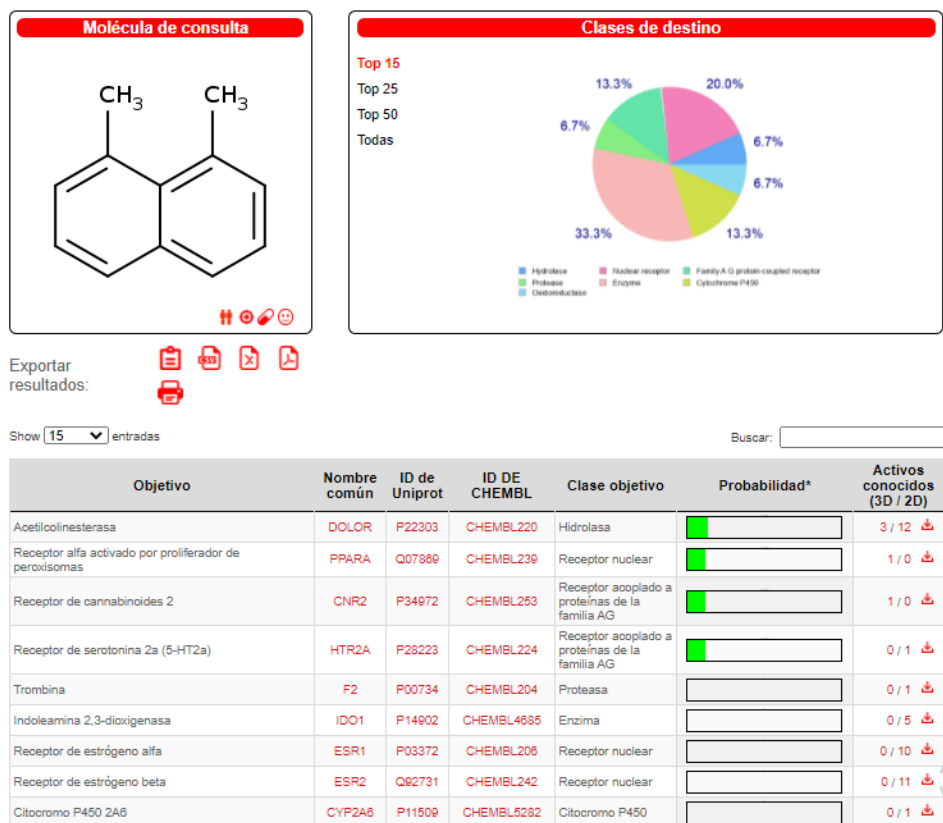 Molécula de consulta
CH3
CH3
Clases de destino
Top 15
Top 25
Top 50
Todas
13.3%
20.0%
6.7%
6.7%
6.7%
33.3%
13.3%
Hydrolase
Nuclear receptor
Family A G protein-coupled receptor
Protease
Enzyme
Cytochrome P450
Oxidoreductase
Exportar
resultados:
CSV
Show 15 entradas
Buscar:
Objetivo
Nombre común
ID de Uniprot
ID DE CHEMBL
Clase objetivo
Probabilidad*
Activos conocidos (3D / 2D)
Acetilcolinesterasa DOLOR P22303 CHEMBL220 Hidrolasa 3 / 12
Receptor alfa activado por proliferador de peroxisomas PPARA Q07869 CHEMBL239 Receptor nuclear 1 / 0
Receptor de cannabinoides 2 CNR2 P34972 CHEMBL253 Receptor acoplado a proteínas de la familia AG 1 / 0
Receptor de serotonina 2a (5-HT2a) HTR2A P28223 CHEMBL224 Receptor acoplado a proteínas de la familia AG 0 / 1
Trombina F2 P00734 CHEMBL204 Proteasa 0 / 1
Indoleamina 2,3-dioxigenasa IDO1 P14902 CHEMBL4685 Enzima 0 / 5
Receptor de estrógeno alfa ESR1 P03372 CHEMBL206 Receptor nuclear 0 / 10
Receptor de estrógeno beta ESR2 Q92731 CHEMBL242 Receptor nuclear 0 / 11
Citocromo P450 2A6 CYP2A6 P11509 CHEMBL5282 Citocromo P450 0 / 1